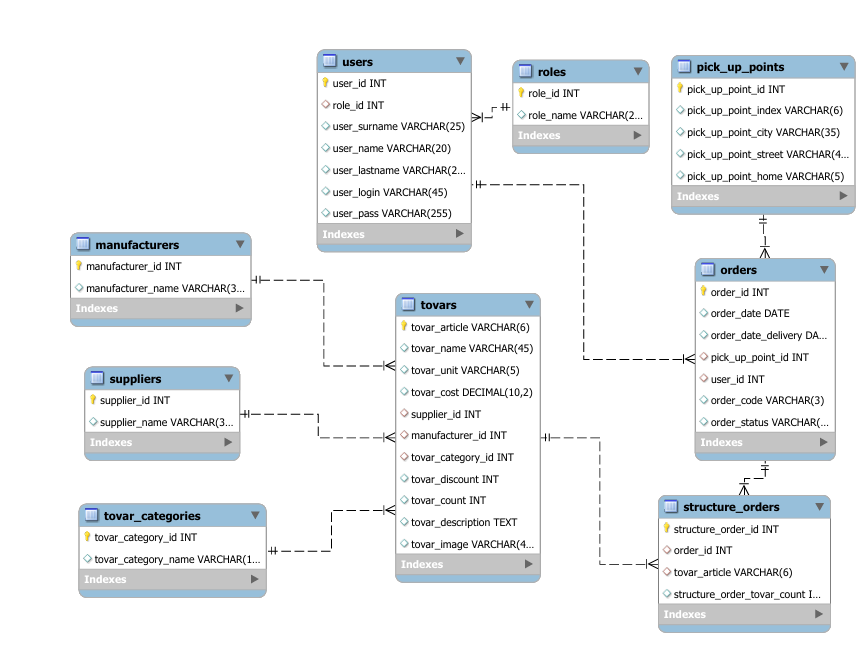 users
user_id INT
role_id INT
user_surname VARCHAR(25)
user_name VARCHAR(20)
user_lastname VARCHAR(2...
user_login VARCHAR(45)
user_pass VARCHAR(255)
Indexes
roles
role_id INT
role_name VARCHAR(2...
Indexes
pick_up_points
pick_up_point_id INT
pick_up_point_index VARCHAR(6)
pick_up_point_city VARCHAR(35)
pick_up_point_street VARCHAR(4...
pick_up_point_home VARCHAR(5)
Indexes
manufacturers
manufacturer_id INT
manufacturer_name VARCHAR(3...
Indexes
suppliers
supplier_id INT
supplier_name VARCHAR(3...
Indexes
tovar_categories
tovar_category_id INT
tovar_category_name VARCHAR(1...
Indexes
tovars
tovar_article VARCHAR(6)
tovar_name VARCHAR(45)
tovar_unit VARCHAR(5)
tovar_cost DECIMAL(10,2)
supplier_id INT
manufacturer_id INT
tovar_category_id INT
tovar_discount INT
tovar_count INT
tovar_description TEXT
tovar_image VARCHAR(4...
Indexes
orders
order_id INT
order_date DATE
order_date_delivery DA...
pick_up_point_id INT
user_id INT
order_code VARCHAR(3)
order_status VARCHAR(...
Indexes
structure_orders
structure_order_id INT
order_id INT
tovar_article VARCHAR(6)
structure_order_tovar_count I...
Indexes